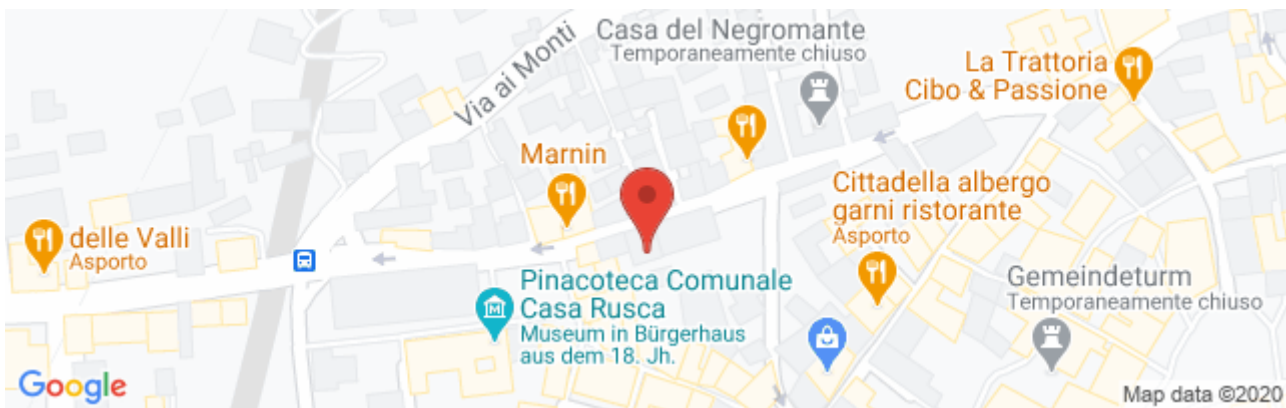 Via ai Monti
Casa del Negromante
Temporaneamente chiuso
La Trattoria
Cibo & Passione
Marnin
Cittadella albergo
garni ristorante
Asporto
delle Valli
Asporto
Pinacoteca Comunale
Casa Rusca
Museum in Bürgerhaus
aus dem 18. Jh.
Gemeindeturm
Temporaneamente chiuso
Google
Map data ©2020